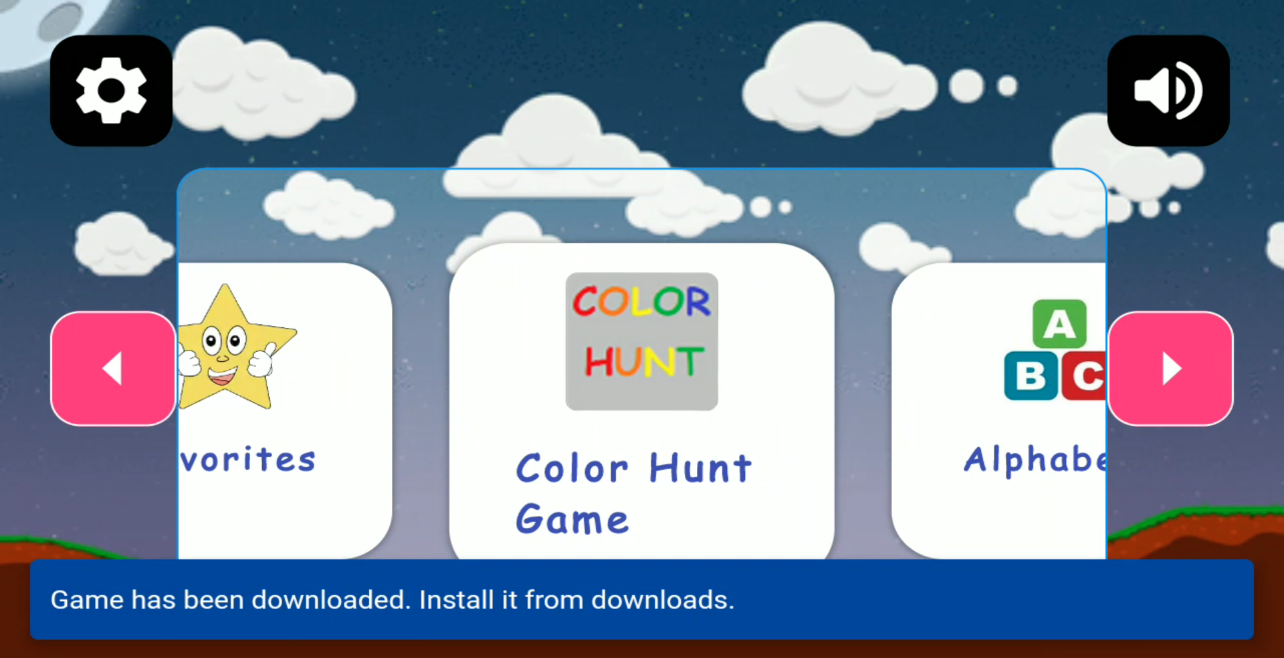 COLOR
HUNT
vorites
Color Hunt
Game
A
B C
Alphabe
Game has been downloaded. Install it from downloads.